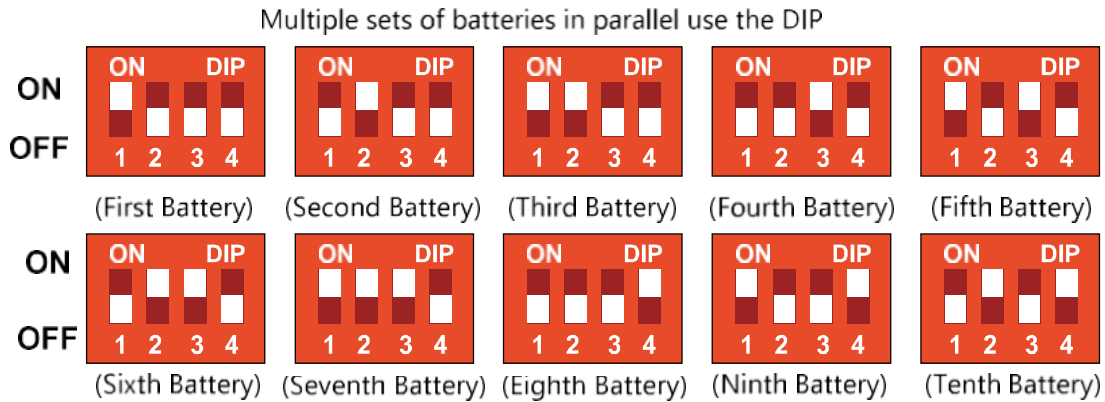 Multiple sets of batteries in parallel use the DIP
ON
OFF
ON DIP
1 2 3 4
ON DIP
1 2 3 4
ON DIP
1 2 3 4
ON DIP
1 2 3 4
ON DIP
1 2 3 4
(First Battery)
(Second Battery)
(Third Battery)
(Fourth Battery)
(Fifth Battery)
ON
OFF
ON DIP
1 2 3 4
ON DIP
1 2 3 4
ON DIP
1 2 3 4
ON DIP
1 2 3 4
ON DIP
1 2 3 4
(Sixth Battery)
(Seventh Battery)
(Eighth Battery)
(Ninth Battery)
(Tenth Battery)